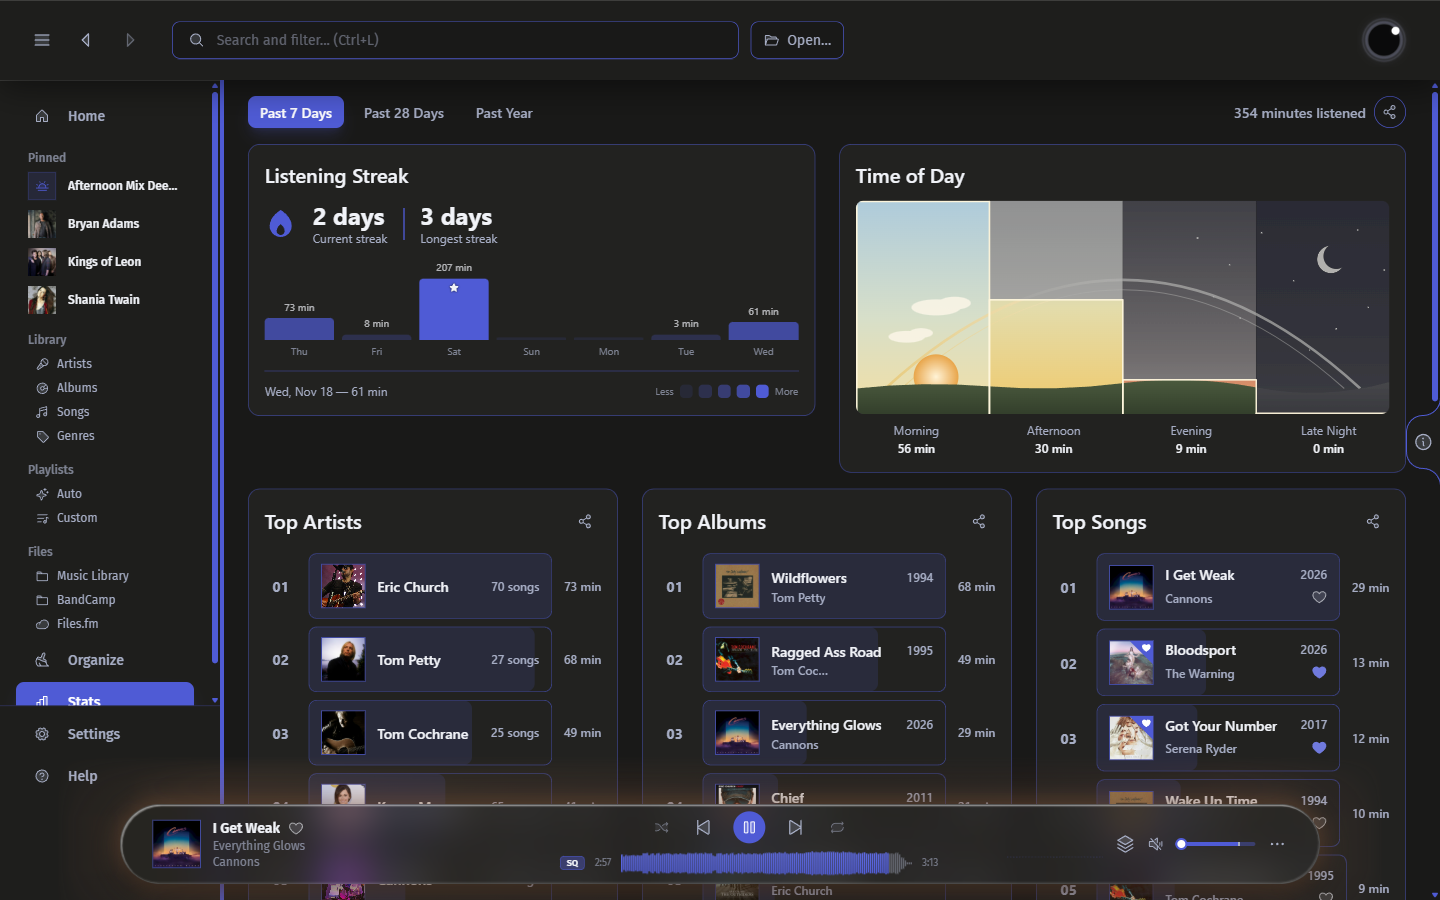 Search and filter... (Ctrl+L)
Open...
Home
Pinned
Afternoon Mix Dee...
Bryan Adams
Kings of Leon
Shania Twain
Library
Artists
Albums
Songs
Genres
Playlists
Auto
Custom
Files
Music Library
BandCamp
Files.fm
Organize
Stats
Settings
Help
Past 7 Days
Past 28 Days
Past Year
354 minutes listened
Listening Streak
2 days
Current streak
3 days
Longest streak
73 min
8 min
207 min
3 min
61 min
Thu
Fri
Sat
Sun
Mon
Tue
Wed
Wed, Nov 18 — 61 min
Less
More
Time of Day
Morning
56 min
Afternoon
30 min
Evening
9 min
Late Night
0 min
Top Artists
01
Eric Church
70 songs
73 min
02
Tom Petty
27 songs
68 min
03
Tom Cochrane
25 songs
49 min
Top Albums
01
Wildflowers
1994
Tom Petty
68 min
02
Ragged Ass Road
1995
Tom Coc...
49 min
03
Everything Glows
2026
Cannons
29 min
Chief
2011
Eric Church
Top Songs
01
I Get Weak
2026
Cannons
29 min
02
Bloodsport
2026
The Warning
13 min
03
Got Your Number
2017
Serena Ryder
12 min
Wake Up Time
1994
10 min
05
1995
Tom Cochrane
9 min
I Get Weak
Everything Glows
Cannons
SQ
2:57
3:13